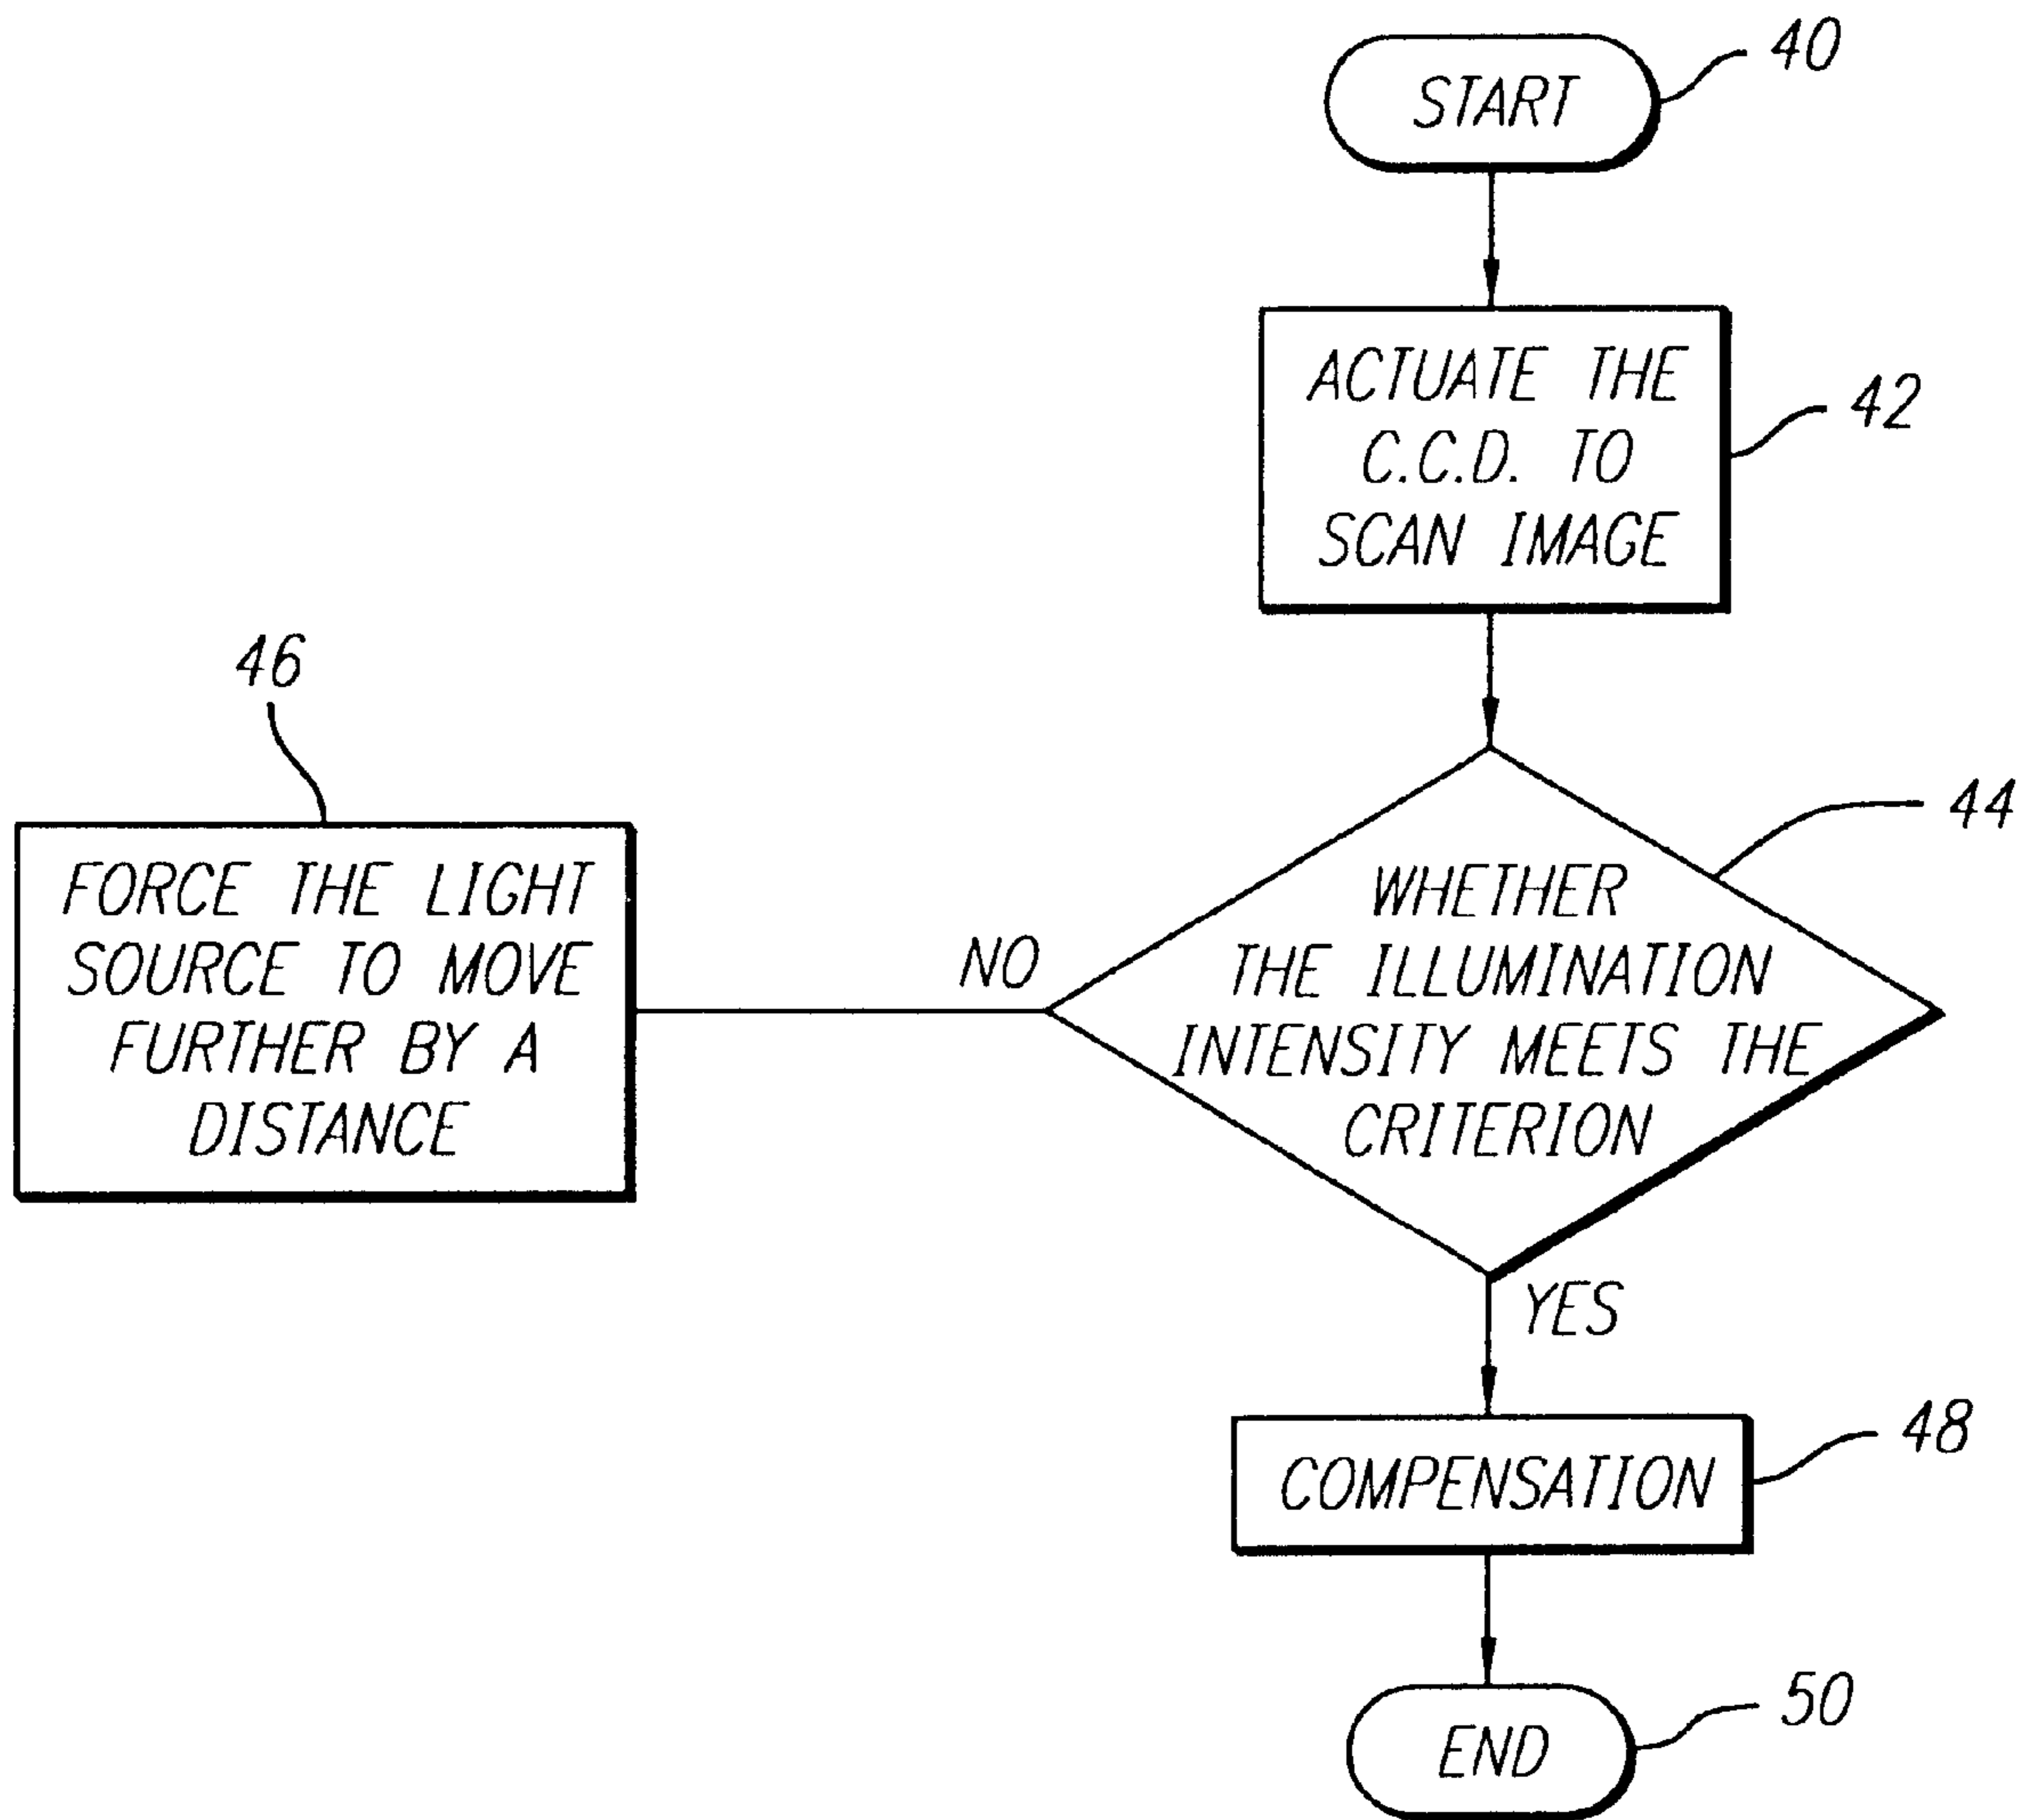 START
40
ACTUATE THE
C.C.D. TO
SCAN IMAGE
42
46
FORCE THE LIGHT
SOURCE TO MOVE
FURTHER BY A
DISTANCE
NO
44
WHETHER
THE ILLUMINATION
INTENSITY MEETS THE
CRITERION
YES
COMPENSATION
48
END
50